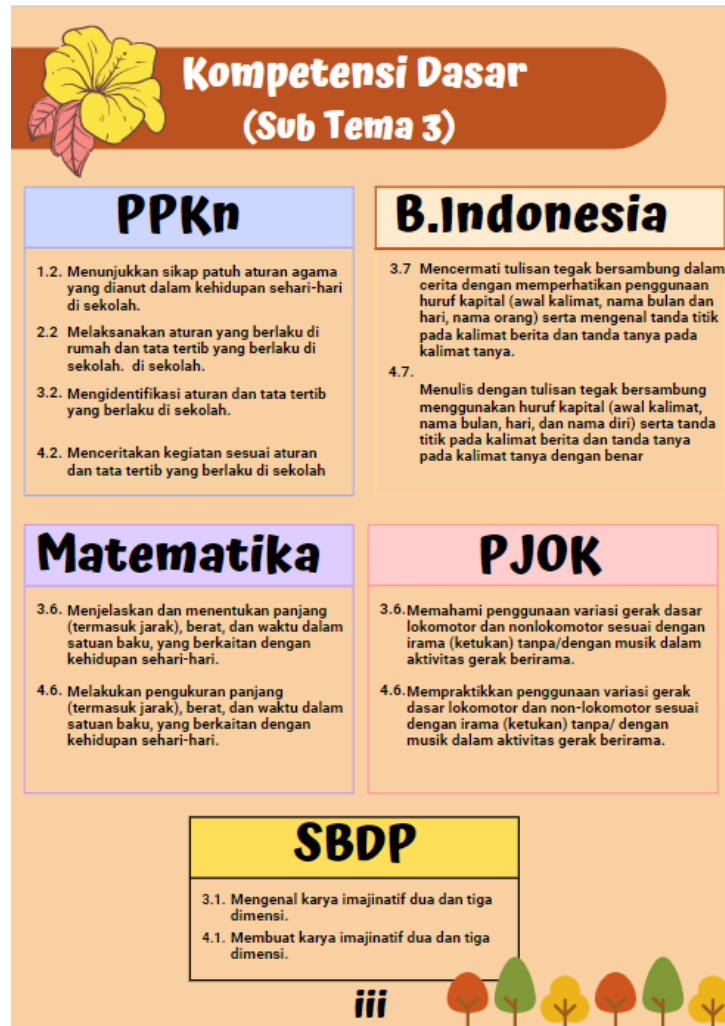 Kompetensi Dasar
(Sub Tema 3)
PPKn
1.2. Menunjukkan sikap patuh aturan agama
yang dianut dalam kehidupan sehari-hari
di sekolah.
2.2 Melaksanakan aturan yang berlaku di
rumah dan tata tertib yang berlaku di
sekolah. di sekolah.
3.2. Mengidentifikasi aturan dan tata tertib
yang berlaku di sekolah.
4.2. Menceritakan kegiatan sesuai aturan
dan tata tertib yang berlaku di sekolah
B.Indonesia
3.7 Mencermati tulisan tegak bersambung dalam
cerita dengan memperhatikan penggunaan
huruf kapital (awal kalimat, nama bulan dan
hari, nama orang) serta mengenal tanda titik
pada kalimat berita dan tanda tanya pada
kalimat tanya.
4.7.
Menulis dengan tulisan tegak bersambung
menggunakan huruf kapital (awal kalimat,
nama bulan, hari, dan nama diri) serta tanda
titik pada kalimat berita dan tanda tanya
pada kalimat tanya dengan benar
Matematika
3.6. Menjelaskan dan menentukan panjang
(termasuk jarak), berat, dan waktu dalam
satuan baku, yang berkaitan dengan
kehidupan sehari-hari.
4.6. Melakukan pengukuran panjang
(termasuk jarak), berat, dan waktu dalam
satuan baku, yang berkaitan dengan
kehidupan sehari-hari.
PJOK
3.6. Memahami penggunaan variasi gerak dasar
lokomotor dan nonlokomotor sesuai dengan
irama (ketukan) tanpa/dengan musik dalam
aktivitas gerak berirama.
4.6. Mempraktikkan penggunaan variasi gerak
dasar lokomotor dan non-lokomotor sesuai
dengan irama (ketukan) tanpa/ dengan
musik dalam aktivitas gerak berirama.
SBDP
3.1. Mengenal karya imajinatif dua dan tiga
dimensi.
4.1. Membuat karya imajinatif dua dan tiga
dimensi.
iii